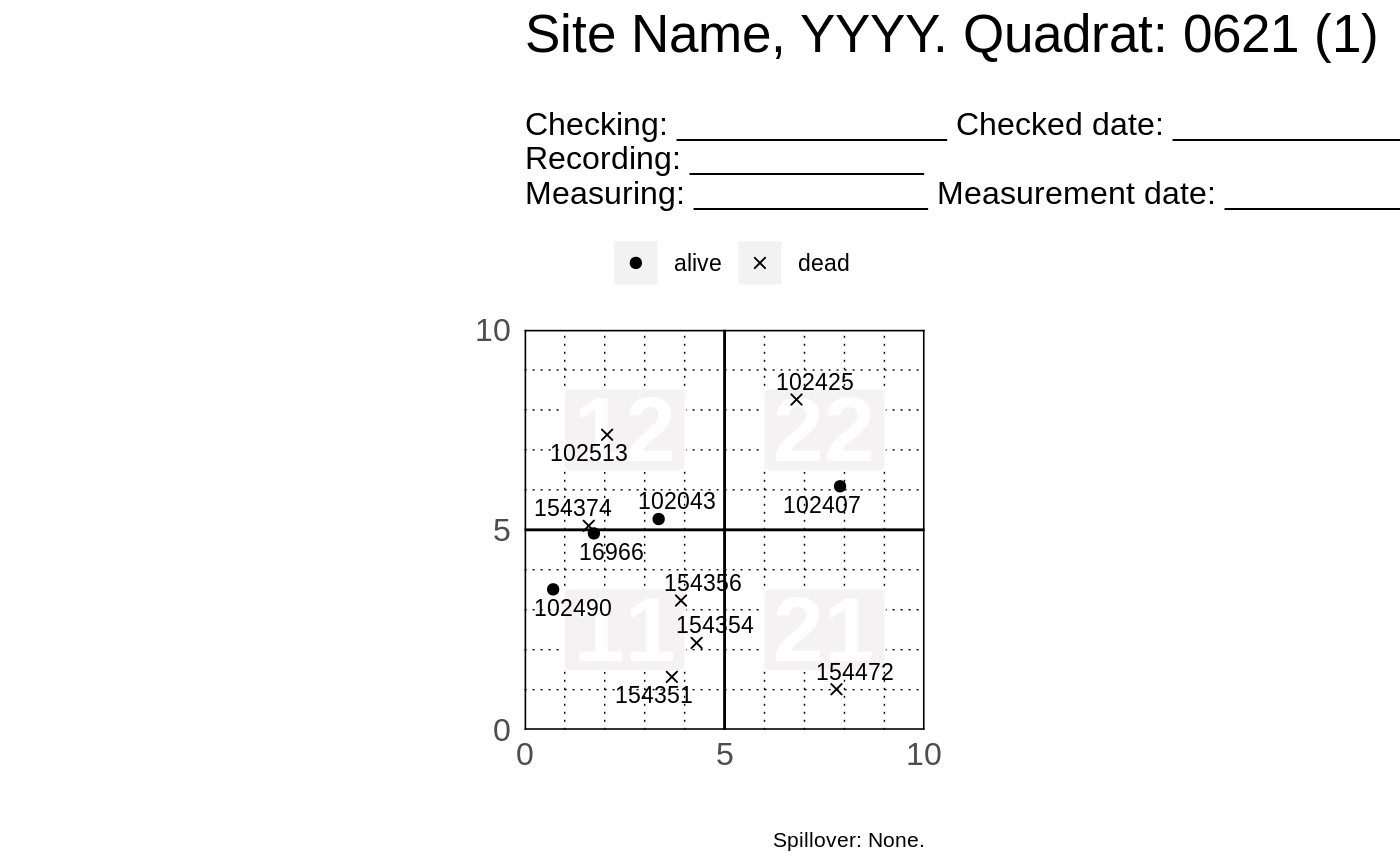 Site Name, YYYY. Quadrat: 0621 (1)
Checking: _______________ Checked date: _____________
Recording: _____________
Measuring: _____________ Measurement date: __________
alive dead
10
102425
12 22
102513
154374 102043 102407
5
16966
154356
102490 11 154354 21
154472
154351
0
0 5 10
Spillover: None.